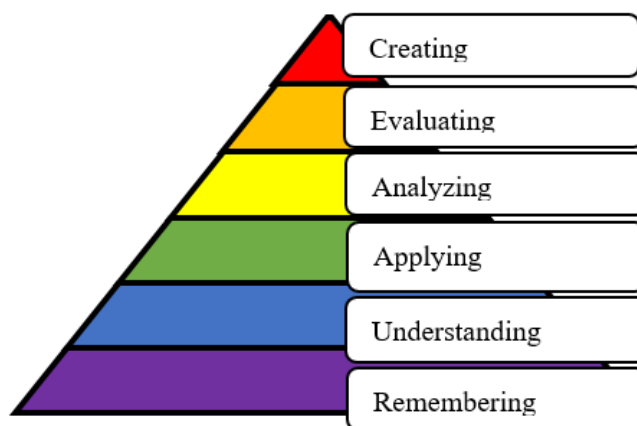 Creating
Evaluating
Analyzing
Applying
Understanding
Remembering